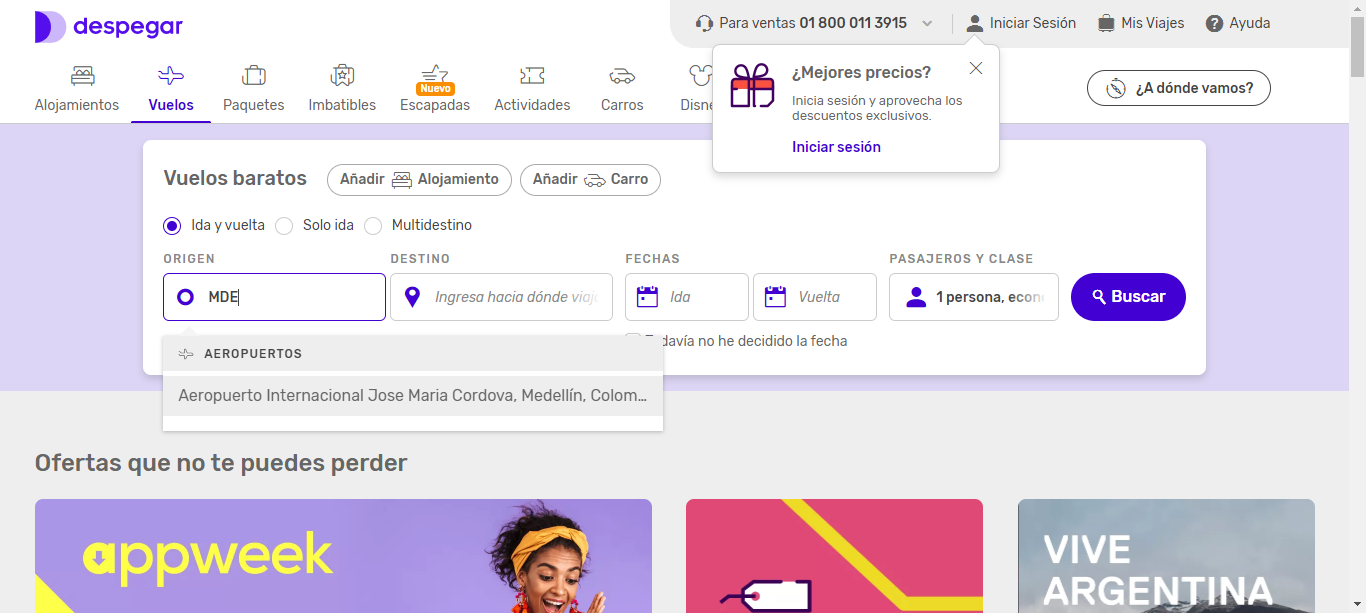 despegar
Para ventas 01 800 011 3915
Iniciar Sesión
Mis Viajes
Ayuda
Alojamientos
Vuelos
Paquetes
Imbatibles
Nuevo
Escapadas
Actividades
Carros
Disne
¿A dónde vamos?
¿Mejores precios?
Inicia sesión y aprovecha los
descuentos exclusivos.
Iniciar sesión
Vuelos baratos
Añadir Alojamiento
Añadir Carro
Ida y vuelta
Solo ida
Multidestino
ORIGEN
DESTINO
FECHAS
PASAJEROS Y CLASE
MDE
Ingresa hacia dónde viaj
Ida
Vuelta
1 persona, econ
Buscar
davía no he decidido la fecha
AEROPUERTOS
Aeropuerto Internacional Jose Maria Cordova, Medellín, Colom...
Ofertas que no te puedes perder
appweek
VIVE
ARGENTINA